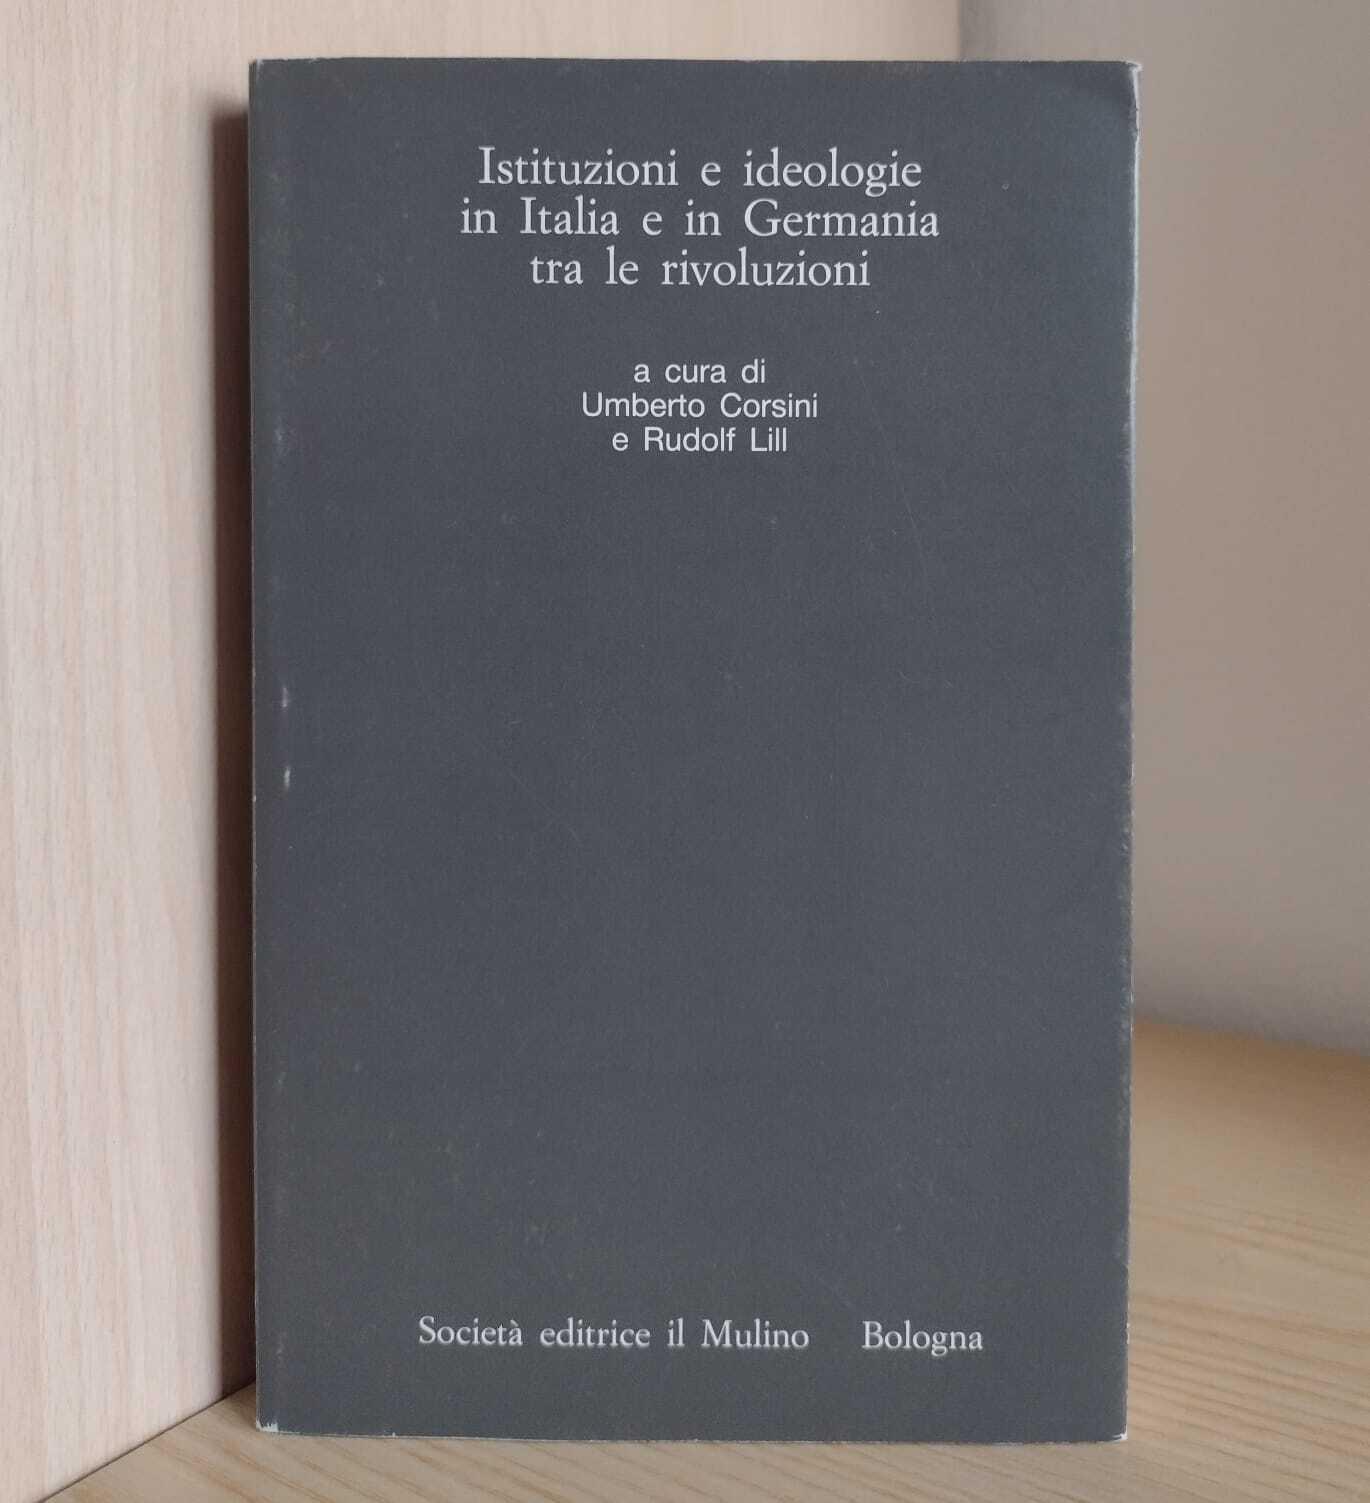 Istituzioni e ideologie
in Italia e in Germania
tra le rivoluzioni
a cura di
Umberto Corsini
e Rudolf Lill
Società editrice il Mulino Bologna